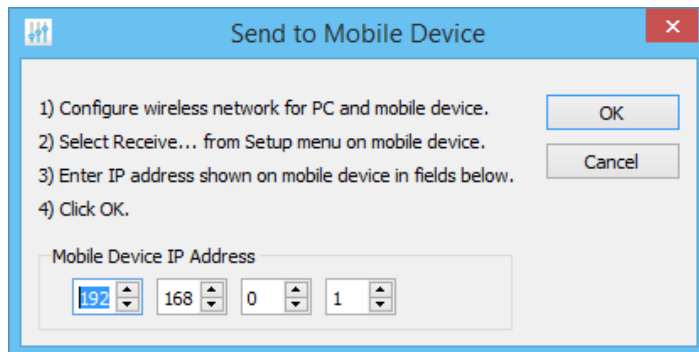 Send to Mobile Device
1) Configure wireless network for PC and mobile device.
2) Select Receive... from Setup menu on mobile device.
3) Enter IP address shown on mobile device in fields below.
4) Click OK.
OK
Cancel
Mobile Device IP Address
192 168 0 1